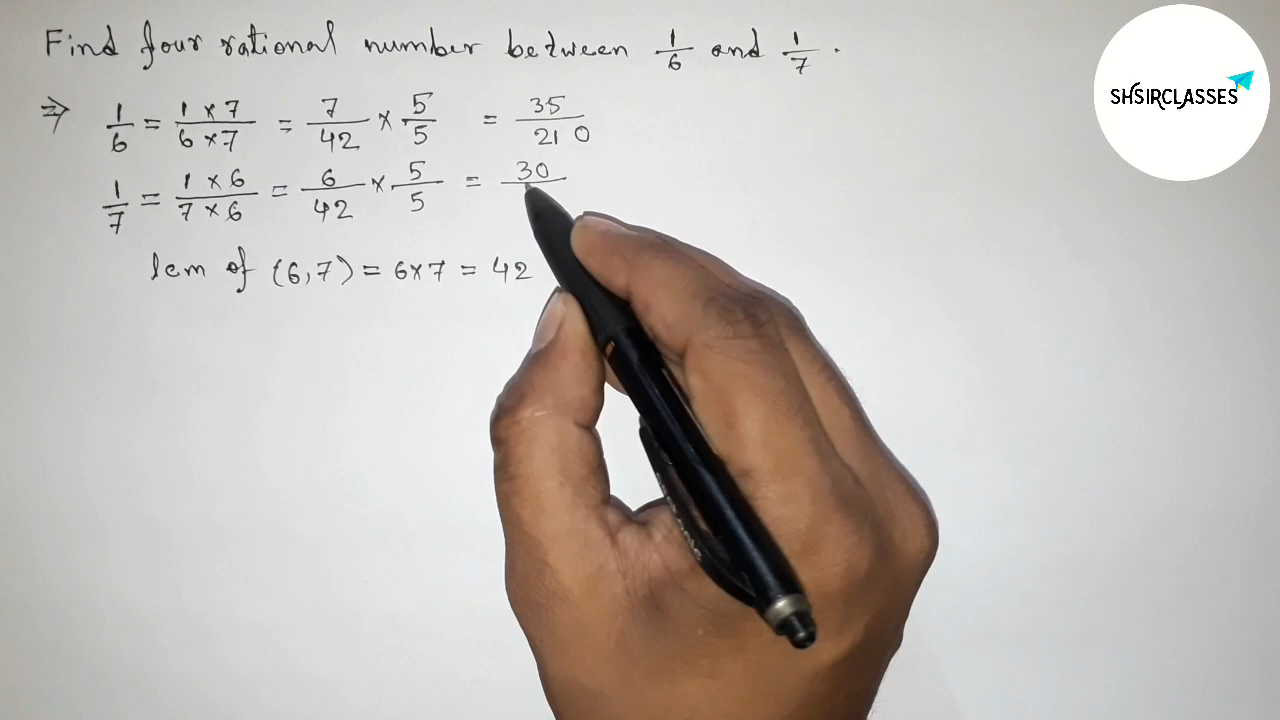 Find four rational number between 1/6 and 1/7.
⇒ 1/6 = 1×7/6×7 = 7/42 × 5/5 = 35/210
1/7 = 1×6/7×6 = 6/42 × 5/5 = 30/
lcm of (6,7) = 6×7 = 42
SHSIRCLASSES